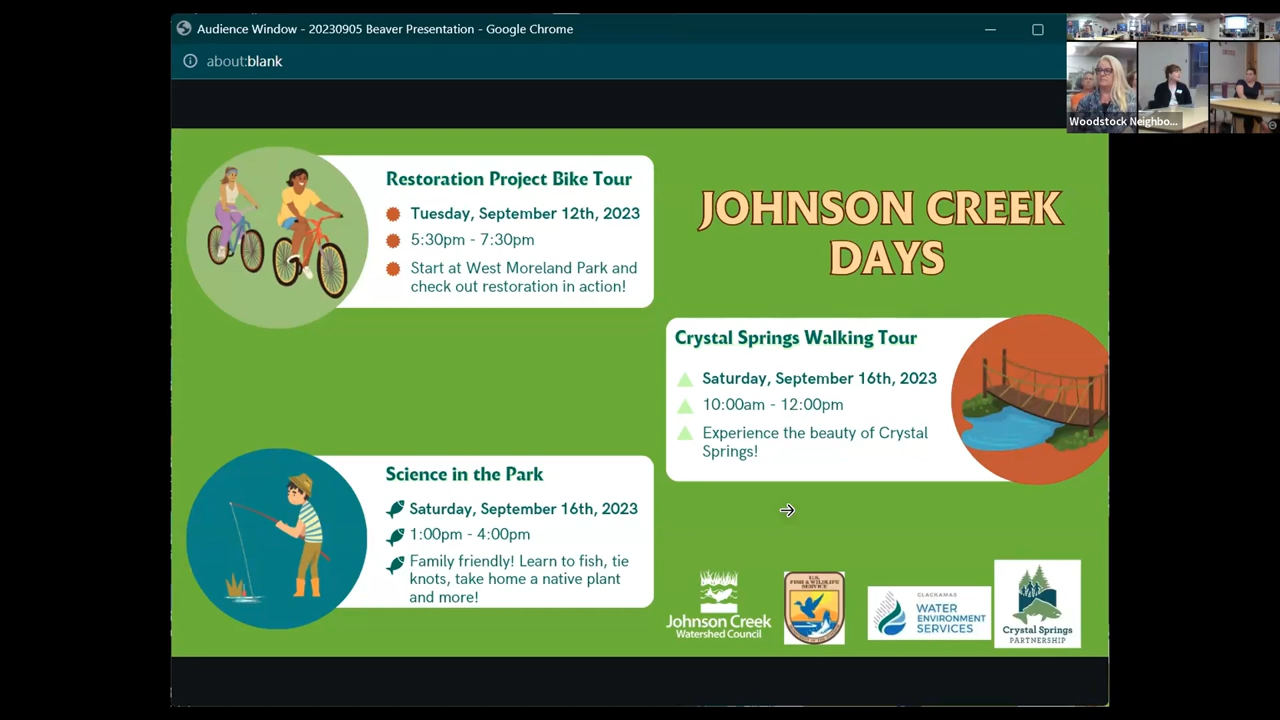 Audience Window - 20230905 Beaver Presentation - Google Chrome
about:blank
Woodstock Neighbo...
Restoration Project Bike Tour
Tuesday, September 12th, 2023
5:30pm - 7:30pm
Start at West Moreland Park and
check out restoration in action!
JOHNSON CREEK
DAYS
Crystal Springs Walking Tour
Saturday, September 16th, 2023
10:00am - 12:00pm
Experience the beauty of Crystal
Springs!
Science in the Park
Saturday, September 16th, 2023
1:00pm - 4:00pm
Family friendly! Learn to fish, tie
knots, take home a native plant
and more!
Johnson Creek
Watershed Council
U.S.
FISH & WILDLIFE
SERVICE
CLACKAMAS
WATER
ENVIRONMENT
SERVICES
Crystal Springs
PARTNERSHIP